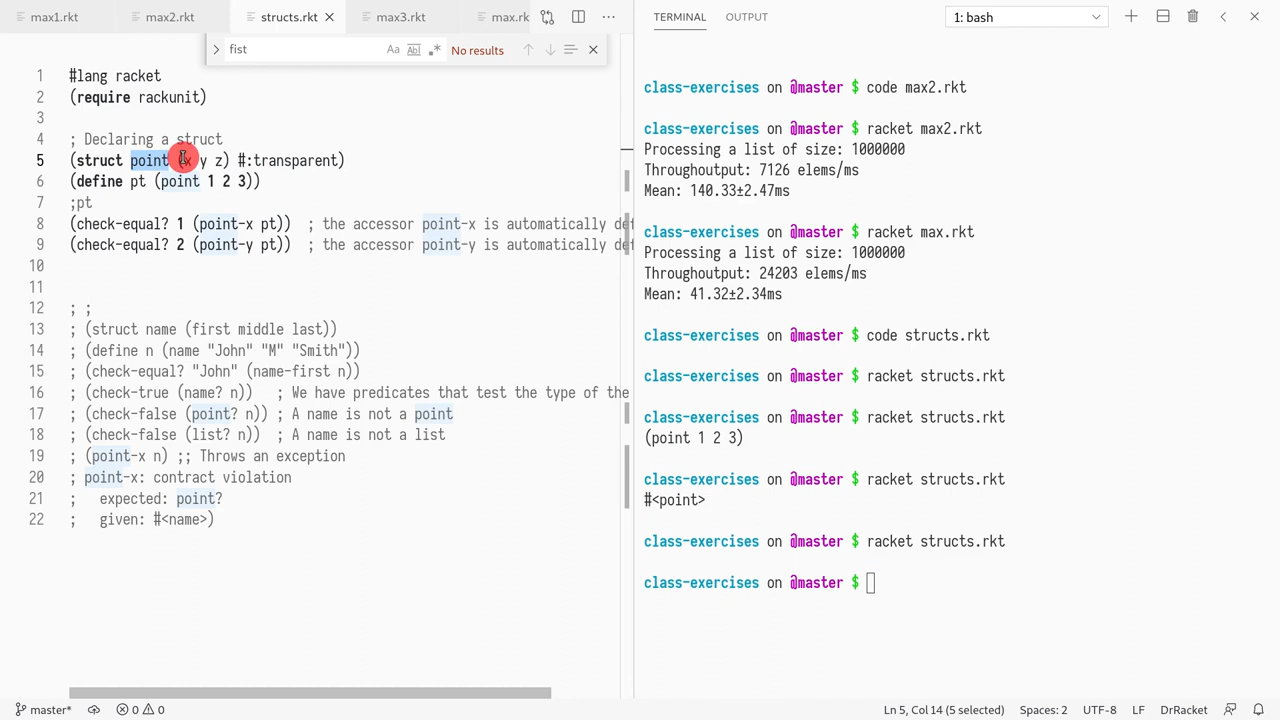 max1.rkt max2.rkt structs.rkt max3.rkt max.rk
TERMINAL OUTPUT 1: bash
fist Aa Abl .* No results
1 #lang racket
2 (require rackunit)
3
4 ; Declaring a struct
5 (struct point (x y z) #:transparent)
6 (define pt (point 1 2 3))
7 ;pt
8 (check-equal? 1 (point-x pt)) ; the accessor point-x is automatically def
9 (check-equal? 2 (point-y pt)) ; the accessor point-y is automatically def
10
11
12 ; ;
13 ; (struct name (first middle last))
14 ; (define n (name "John" "M" "Smith"))
15 ; (check-equal? "John" (name-first n))
16 ; (check-true (name? n)) ; We have predicates that test the type of the
17 ; (check-false (point? n)) ; A name is not a point
18 ; (check-false (list? n)) ; A name is not a list
19 ; (point-x n) ;; Throws an exception
20 ; point-x: contract violation
21 ;   expected: point?
22 ;   given: #<name>)
class-exercises on @master $ code max2.rkt
class-exercises on @master $ racket max2.rkt
Processing a list of size: 1000000
Throughoutput: 7126 elems/ms
Mean: 140.33±2.47ms
class-exercises on @master $ racket max.rkt
Processing a list of size: 1000000
Throughoutput: 24203 elems/ms
Mean: 41.32±2.34ms
class-exercises on @master $ code structs.rkt
class-exercises on @master $ racket structs.rkt
class-exercises on @master $ racket structs.rkt
(point 1 2 3)
class-exercises on @master $ racket structs.rkt
#<point>
class-exercises on @master $ racket structs.rkt
class-exercises on @master $
master* 0 0 Ln 5, Col 14 (5 selected) Spaces: 2 UTF-8 LF DrRacket